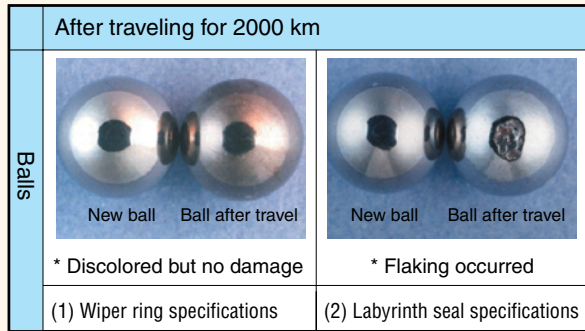 After traveling for 2000 km
Balls
New ball Ball after travel
New ball Ball after travel
* Discolored but no damage
* Flaking occurred
(1) Wiper ring specifications
(2) Labyrinth seal specifications